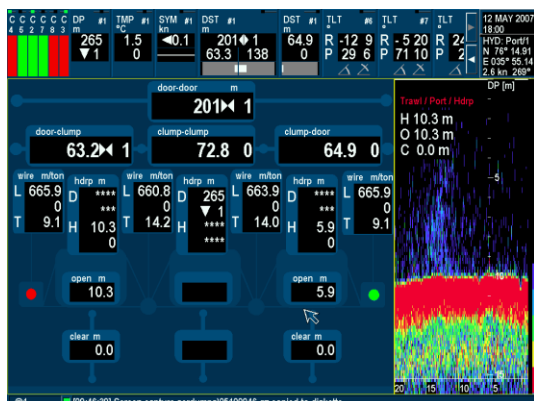 C C C C C C DP #1 TMP #1 SYM #1 DST #1 DST #1 TLT #6 TLT #7 TLT 12 MAY 2007
4 5 2 7 8 3 m °C kn m m 18:00
265 1.5 ◄0.1 201 1 64.9 R -12 9 R - 5 20 R HYD: Port/1
▼ 1 0 63.3 138 0 P 29 6 P 71 10 P N 76° 14.91
E 035° 55.14
2.6 kn 269°
door-door m DP [m]
201 1 Trawl / Port / Hdrp
H 10.3 m
door-clump clump-clump clump-door O 10.3 m
63.2 1 72.8 0 64.9 0 C 0.0 m
wire m/ton hdrp m wire m/ton hdrp m wire m/ton hdrp m wire m/ton
L 665.9 D **** L 660.8 D 265 L 663.9 D **** L 665.9 5
0 *** 0 ▼ 1 0 *** 0
H 10.3 H **** H 5.9
T 9.1 0 T 14.2 **** T 14.0 0 T 9.1
open m open m 10
10.3 5.9
clear m clear m
0.0 0.0 15
20 15 10 5